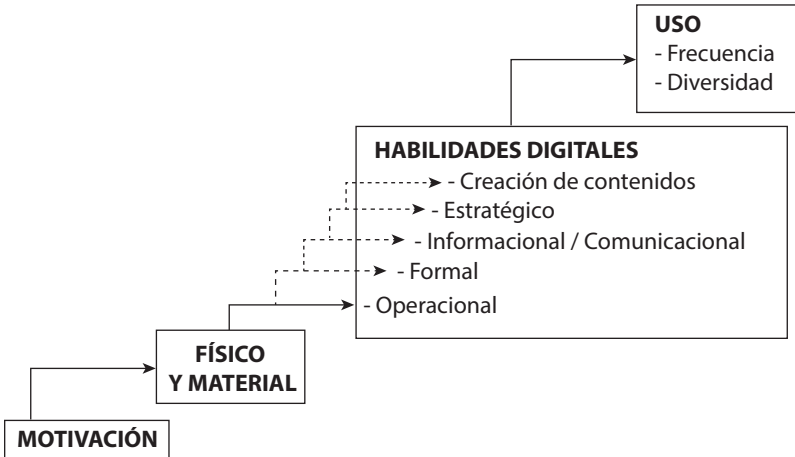 USO
- Frecuencia
- Diversidad
HABILIDADES DIGITALES
- Creación de contenidos
- Estratégico
- Informacional / Comunicacional
- Formal
- Operacional
FÍSICO
Y MATERIAL
MOTIVACIÓN